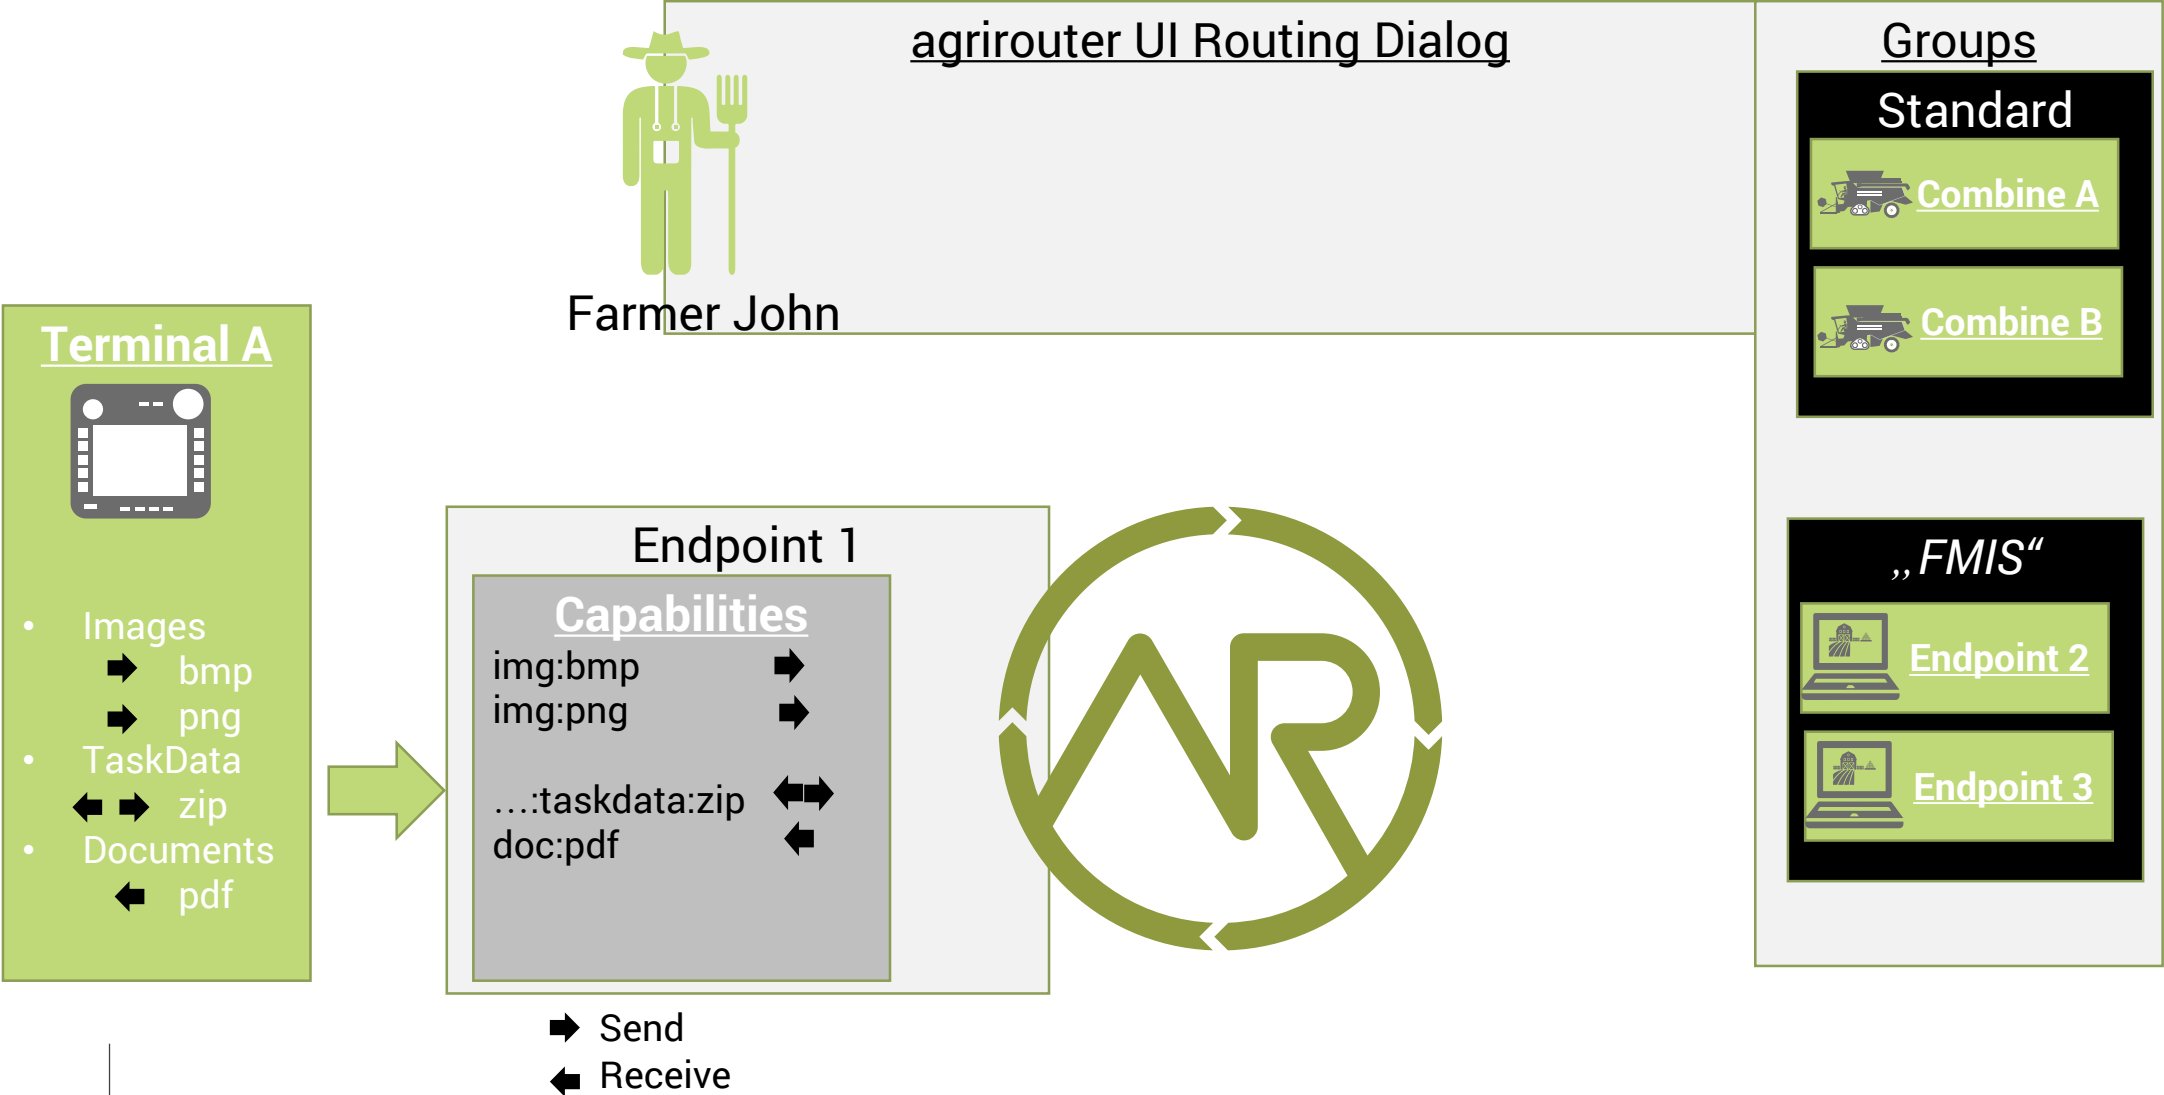 agrirouter UI Routing Dialog
Farmer John
Groups
Standard
Combine A
Combine B
„FMIS“
Endpoint 2
Endpoint 3
Terminal A
• Images
bmp
png
• TaskData
zip
• Documents
pdf
Endpoint 1
Capabilities
img:bmp
img:png
…:taskdata:zip
doc:pdf
AR
Send
Receive